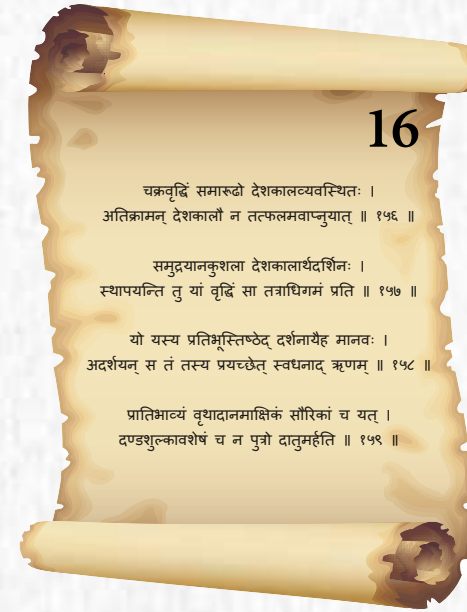 16
चक्रवृद्धिं समारूढो देशकालव्यवस्थितः ।
अतिक्रामन् देशकालौ न तत्फलमवाप्नुयात् ॥ १५६ ॥
समुद्रयानकुशला देशकालार्थदर्शिनः ।
स्थापयन्ति तु यां वृद्धिं सा तत्राधिगमं प्रति ॥ १५७ ॥
यो यस्य प्रतिभूस्तिष्ठेद् दर्शनायैह मानवः ।
अदर्शयन् स तं तस्य प्रयच्छेत् स्वधनाद् ऋणम् ॥ १५८ ॥
प्रातिभाव्यं वृथादानमाक्षिकं सौरिकां च यत् ।
दण्डशुल्कावशेषं च न पुत्रो दातुमर्हति ॥ १५९ ॥